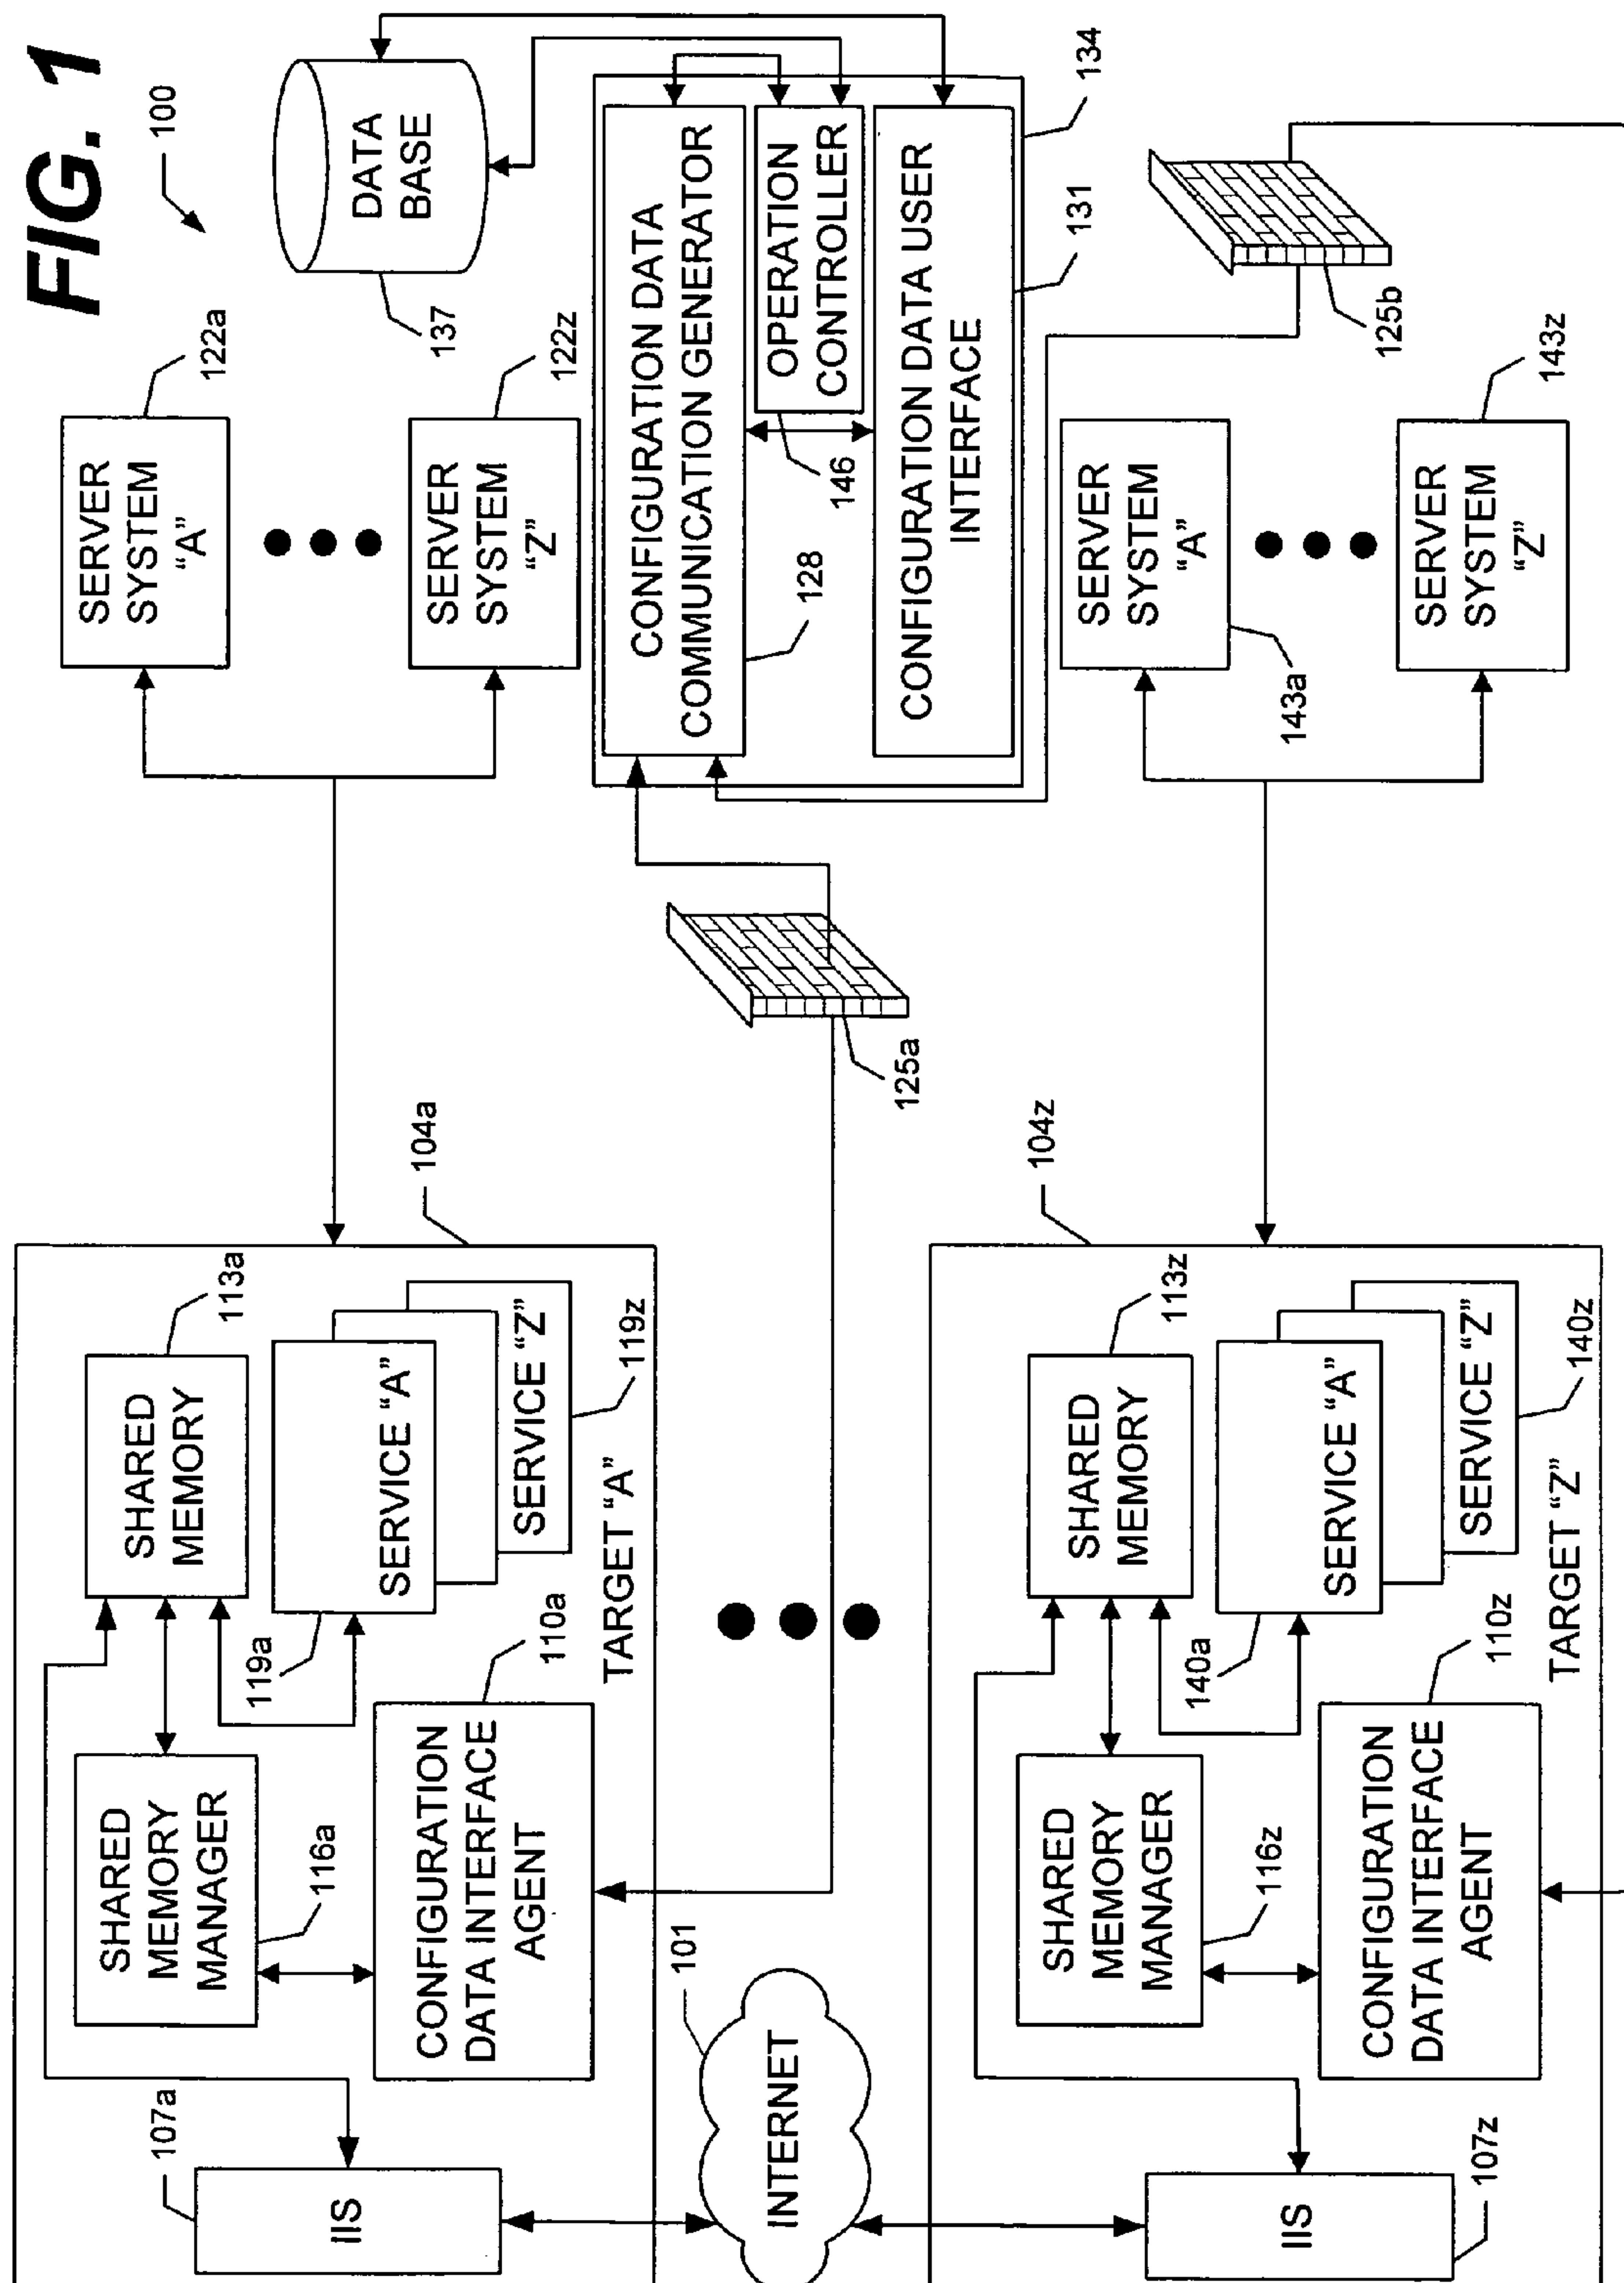 FIG. 1
100
107a
IIS
SHARED
MEMORY
MANAGER
116a
SHARED
MEMORY
113a
119a
SERVICE "A"
SERVICE "Z"
119z
CONFIGURATION
DATA INTERFACE
AGENT
110a
TARGET "A"
104a
SERVER
SYSTEM
"A"
122a
SERVER
SYSTEM
"Z"
122z
DATA
BASE
137
101
INTERNET
125a
CONFIGURATION DATA
COMMUNICATION GENERATOR
128
OPERATION
CONTROLLER
146
CONFIGURATION DATA USER
INTERFACE
131
134
IIS
107z
SHARED
MEMORY
MANAGER
116z
SHARED
MEMORY
113z
140a
SERVICE "A"
SERVICE "Z"
140z
CONFIGURATION
DATA INTERFACE
AGENT
110z
TARGET "Z"
104z
SERVER
SYSTEM
"A"
143a
SERVER
SYSTEM
"Z"
143z
125b